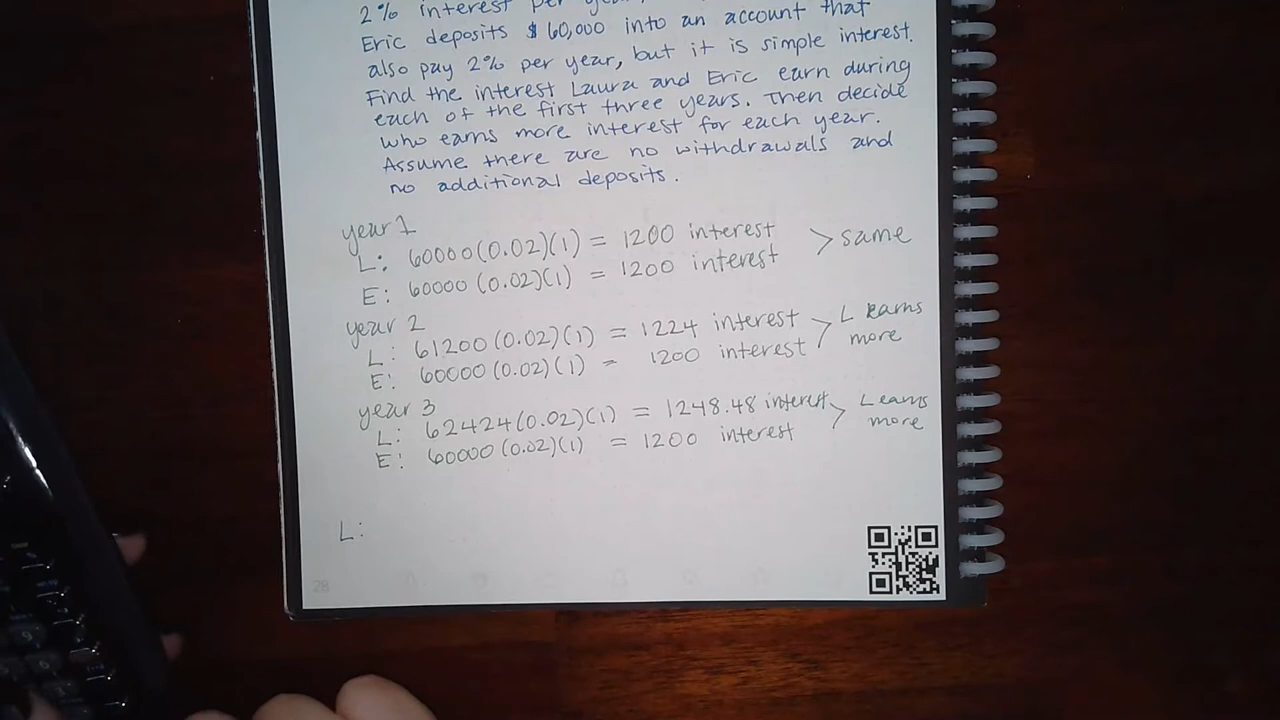 2% interest per year,
Eric deposits $60,000 into an account that
also pay 2% per year, but it is simple interest.
Find the interest Laura and Eric earn during
each of the first three years. Then decide
who earns more interest for each year.
Assume there are no withdrawals and
no additional deposits.
year 1
L: 60000(0.02)(1) = 1200 interest > same
E: 60000(0.02)(1) = 1200 interest
year 2
L: 61200(0.02)(1) = 1224 interest > L earns
E: 60000(0.02)(1) = 1200 interest more
year 3
L: 62424(0.02)(1) = 1248.48 interest > L earns
E: 60000(0.02)(1) = 1200 interest more
L:
28